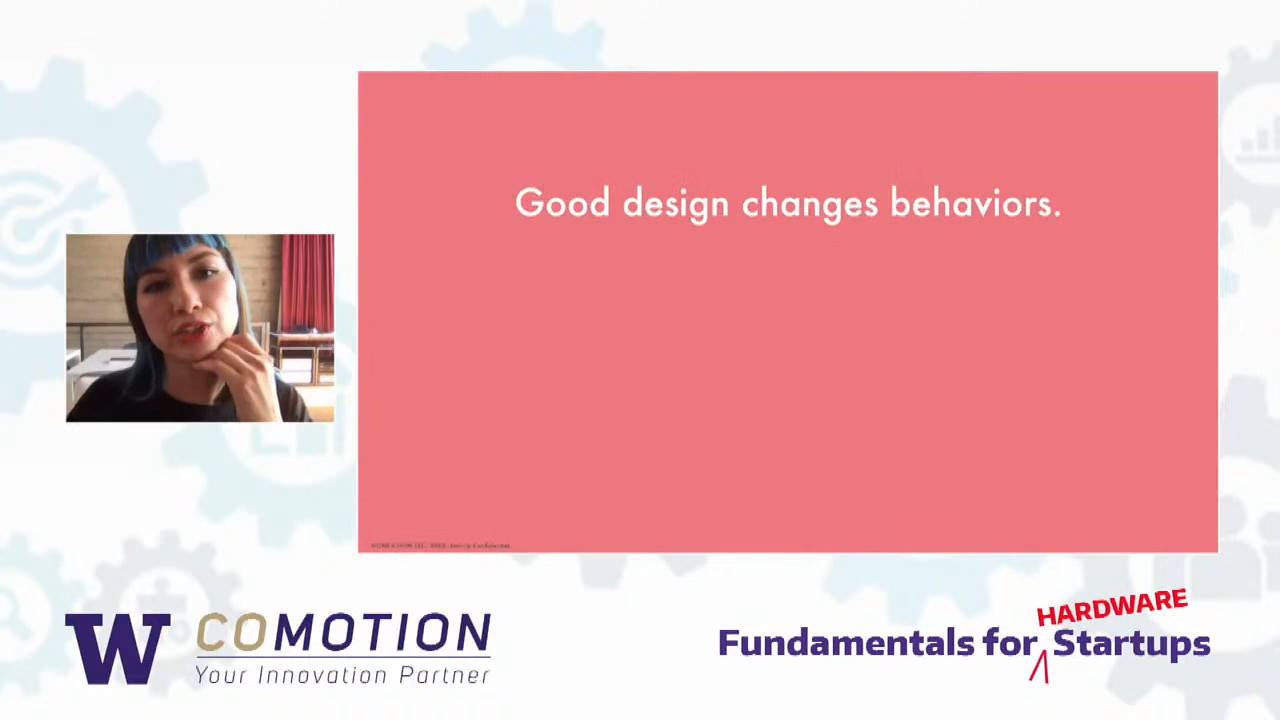 Good design changes behaviors.
W COMOTION
Your Innovation Partner
HARDWARE
Fundamentals for Startups